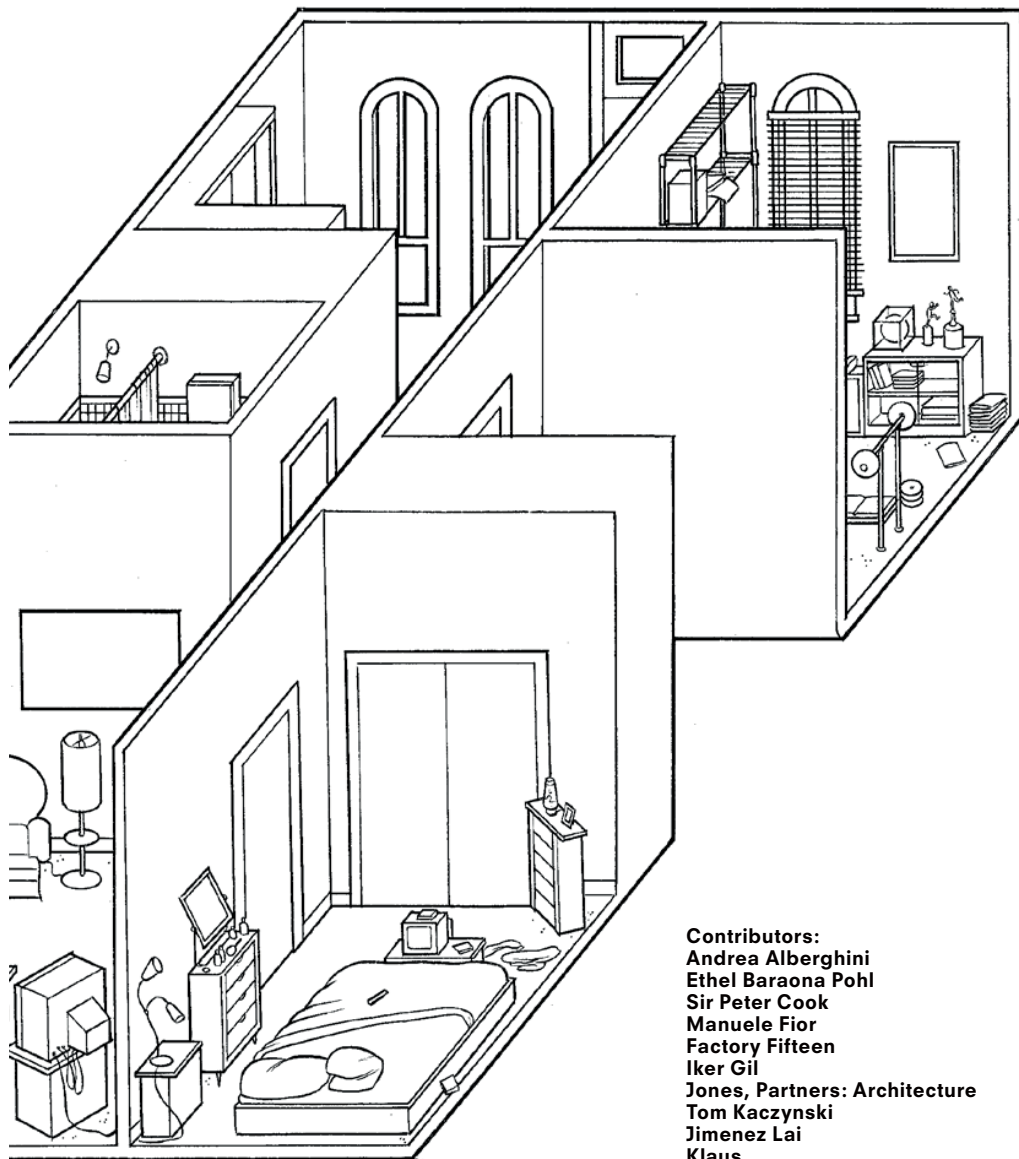 Contributors:
Andrea Alberghini
Ethel Baraona Pohl
Sir Peter Cook
Manuele Fior
Factory Fifteen
Iker Gil
Jones, Partners: Architecture
Tom Kaczynski
Jimenez Lai
Klaus